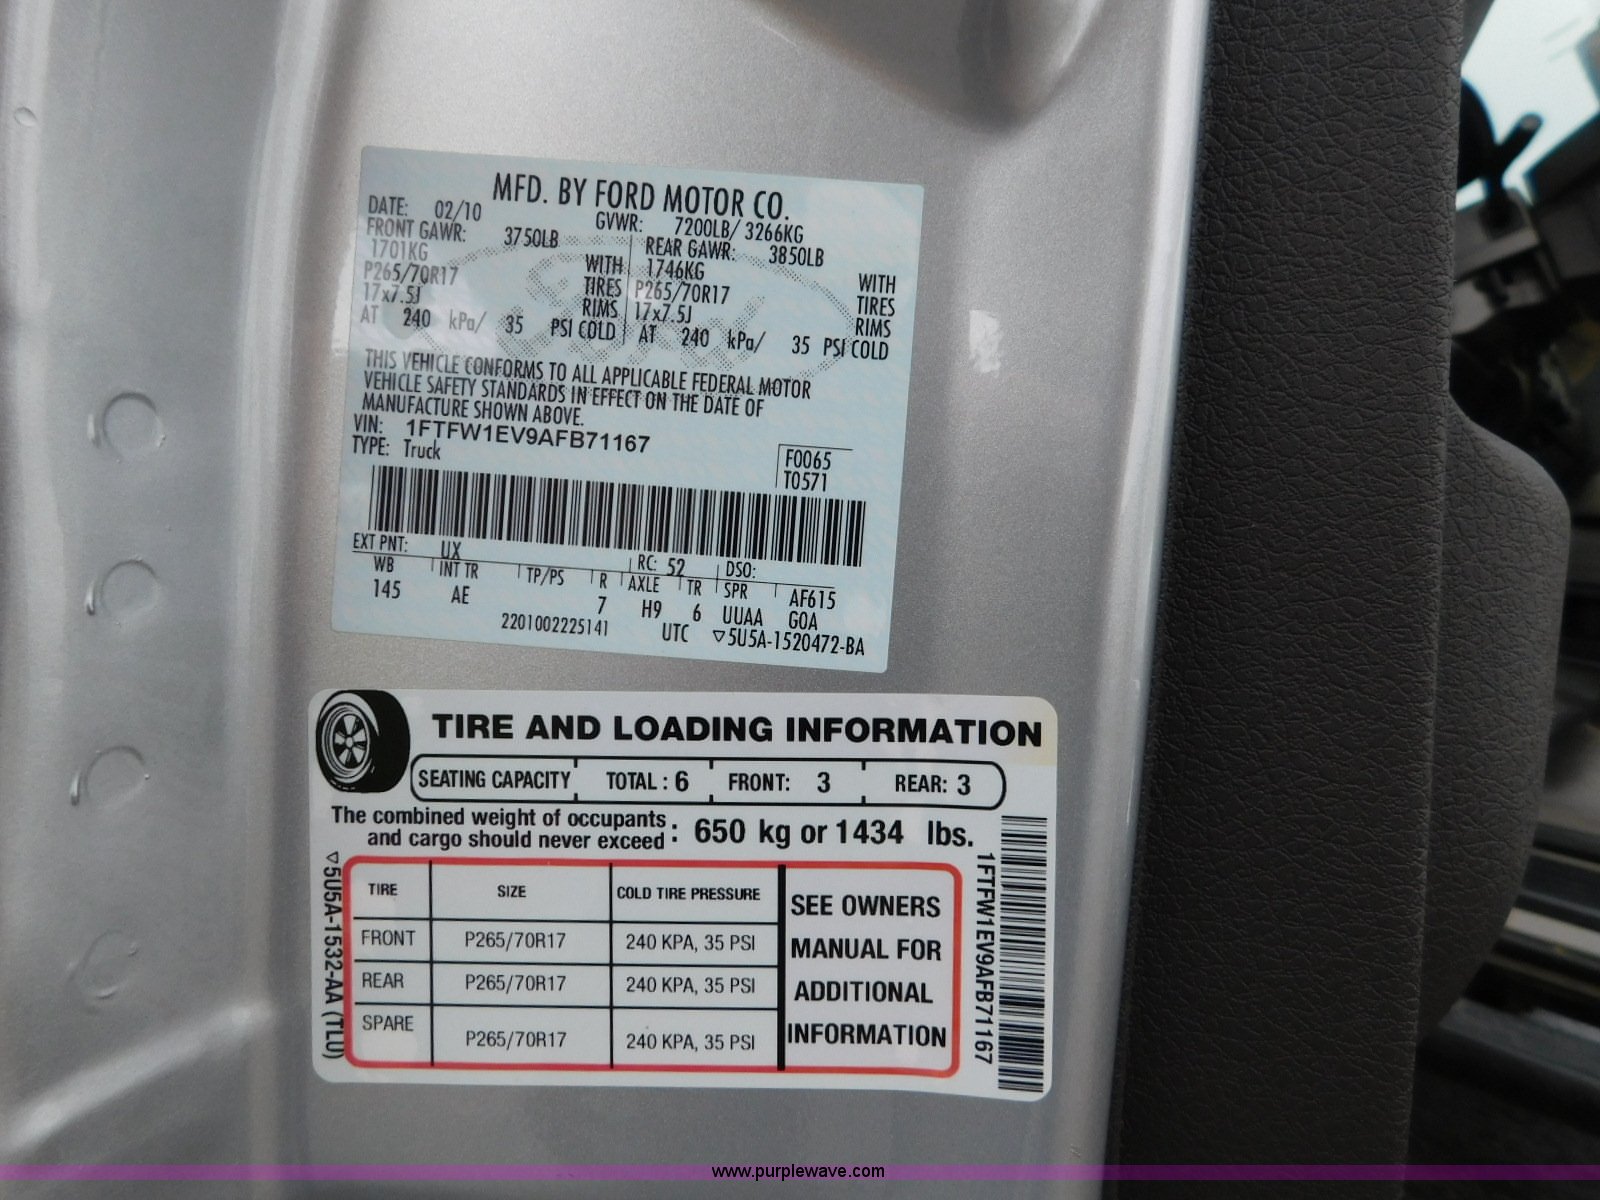 MFD. BY FORD MOTOR CO.
DATE: 02/10 GVWR: 7200LB/ 3266KG
FRONT GAWR: 3750LB REAR GAWR: 3850LB
1701KG WITH 1746KG WITH
P265/70R17 TIRES P265/70R17 TIRES
17x7.5J RIMS 17x7.5J RIMS
AT 240 kPa/ 35 PSI COLD AT 240 kPa/ 35 PSI COLD
THIS VEHICLE CONFORMS TO ALL APPLICABLE FEDERAL MOTOR
VEHICLE SAFETY STANDARDS IN EFFECT ON THE DATE OF
MANUFACTURE SHOWN ABOVE.
VIN: 1FTFW1EV9AFB71167
TYPE: Truck
F0065
T0571
EXT PNT: UX RC: 52 DSO:
WB INT TR TP/PS R AXLE TR SPR AF615
145 AE 7 H9 6 UUAA GOA
2201002225141 UTC ▽5U5A-1520472-BA
Ford
TIRE AND LOADING INFORMATION
SEATING CAPACITY TOTAL : 6 FRONT: 3 REAR: 3
The combined weight of occupants
and cargo should never exceed : 650 kg or 1434 lbs.
TIRE SIZE COLD TIRE PRESSURE
FRONT P265/70R17 240 KPA, 35 PSI
REAR P265/70R17 240 KPA, 35 PSI
SPARE P265/70R17 240 KPA, 35 PSI
SEE OWNERS
MANUAL FOR
ADDITIONAL
INFORMATION
▽5U5A-1532-AA (TLU)
1FTFW1EV9AFB71167
www.purplewave.com